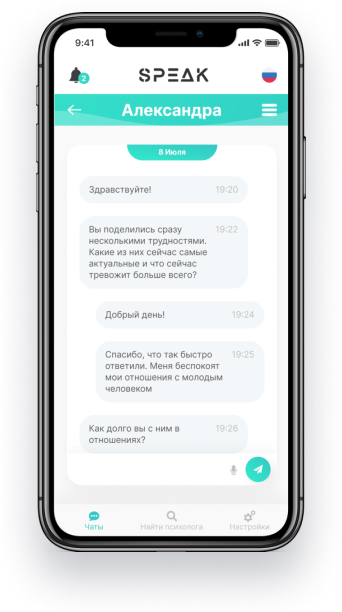 9:41
2
SPEAK
Александра
8 Июля
Здравствуйте! 19:20
Вы поделились сразу 19:22
несколькими трудностями.
Какие из них сейчас самые
актуальные и что сейчас
тревожит больше всего?
Добрый день! 19:24
Спасибо, что так быстро 19:25
ответили. Меня беспокоят
мои отношения с молодым
человеком
Как долго вы с ним в 19:26
отношениях?
Чаты Найти психолога Настройки